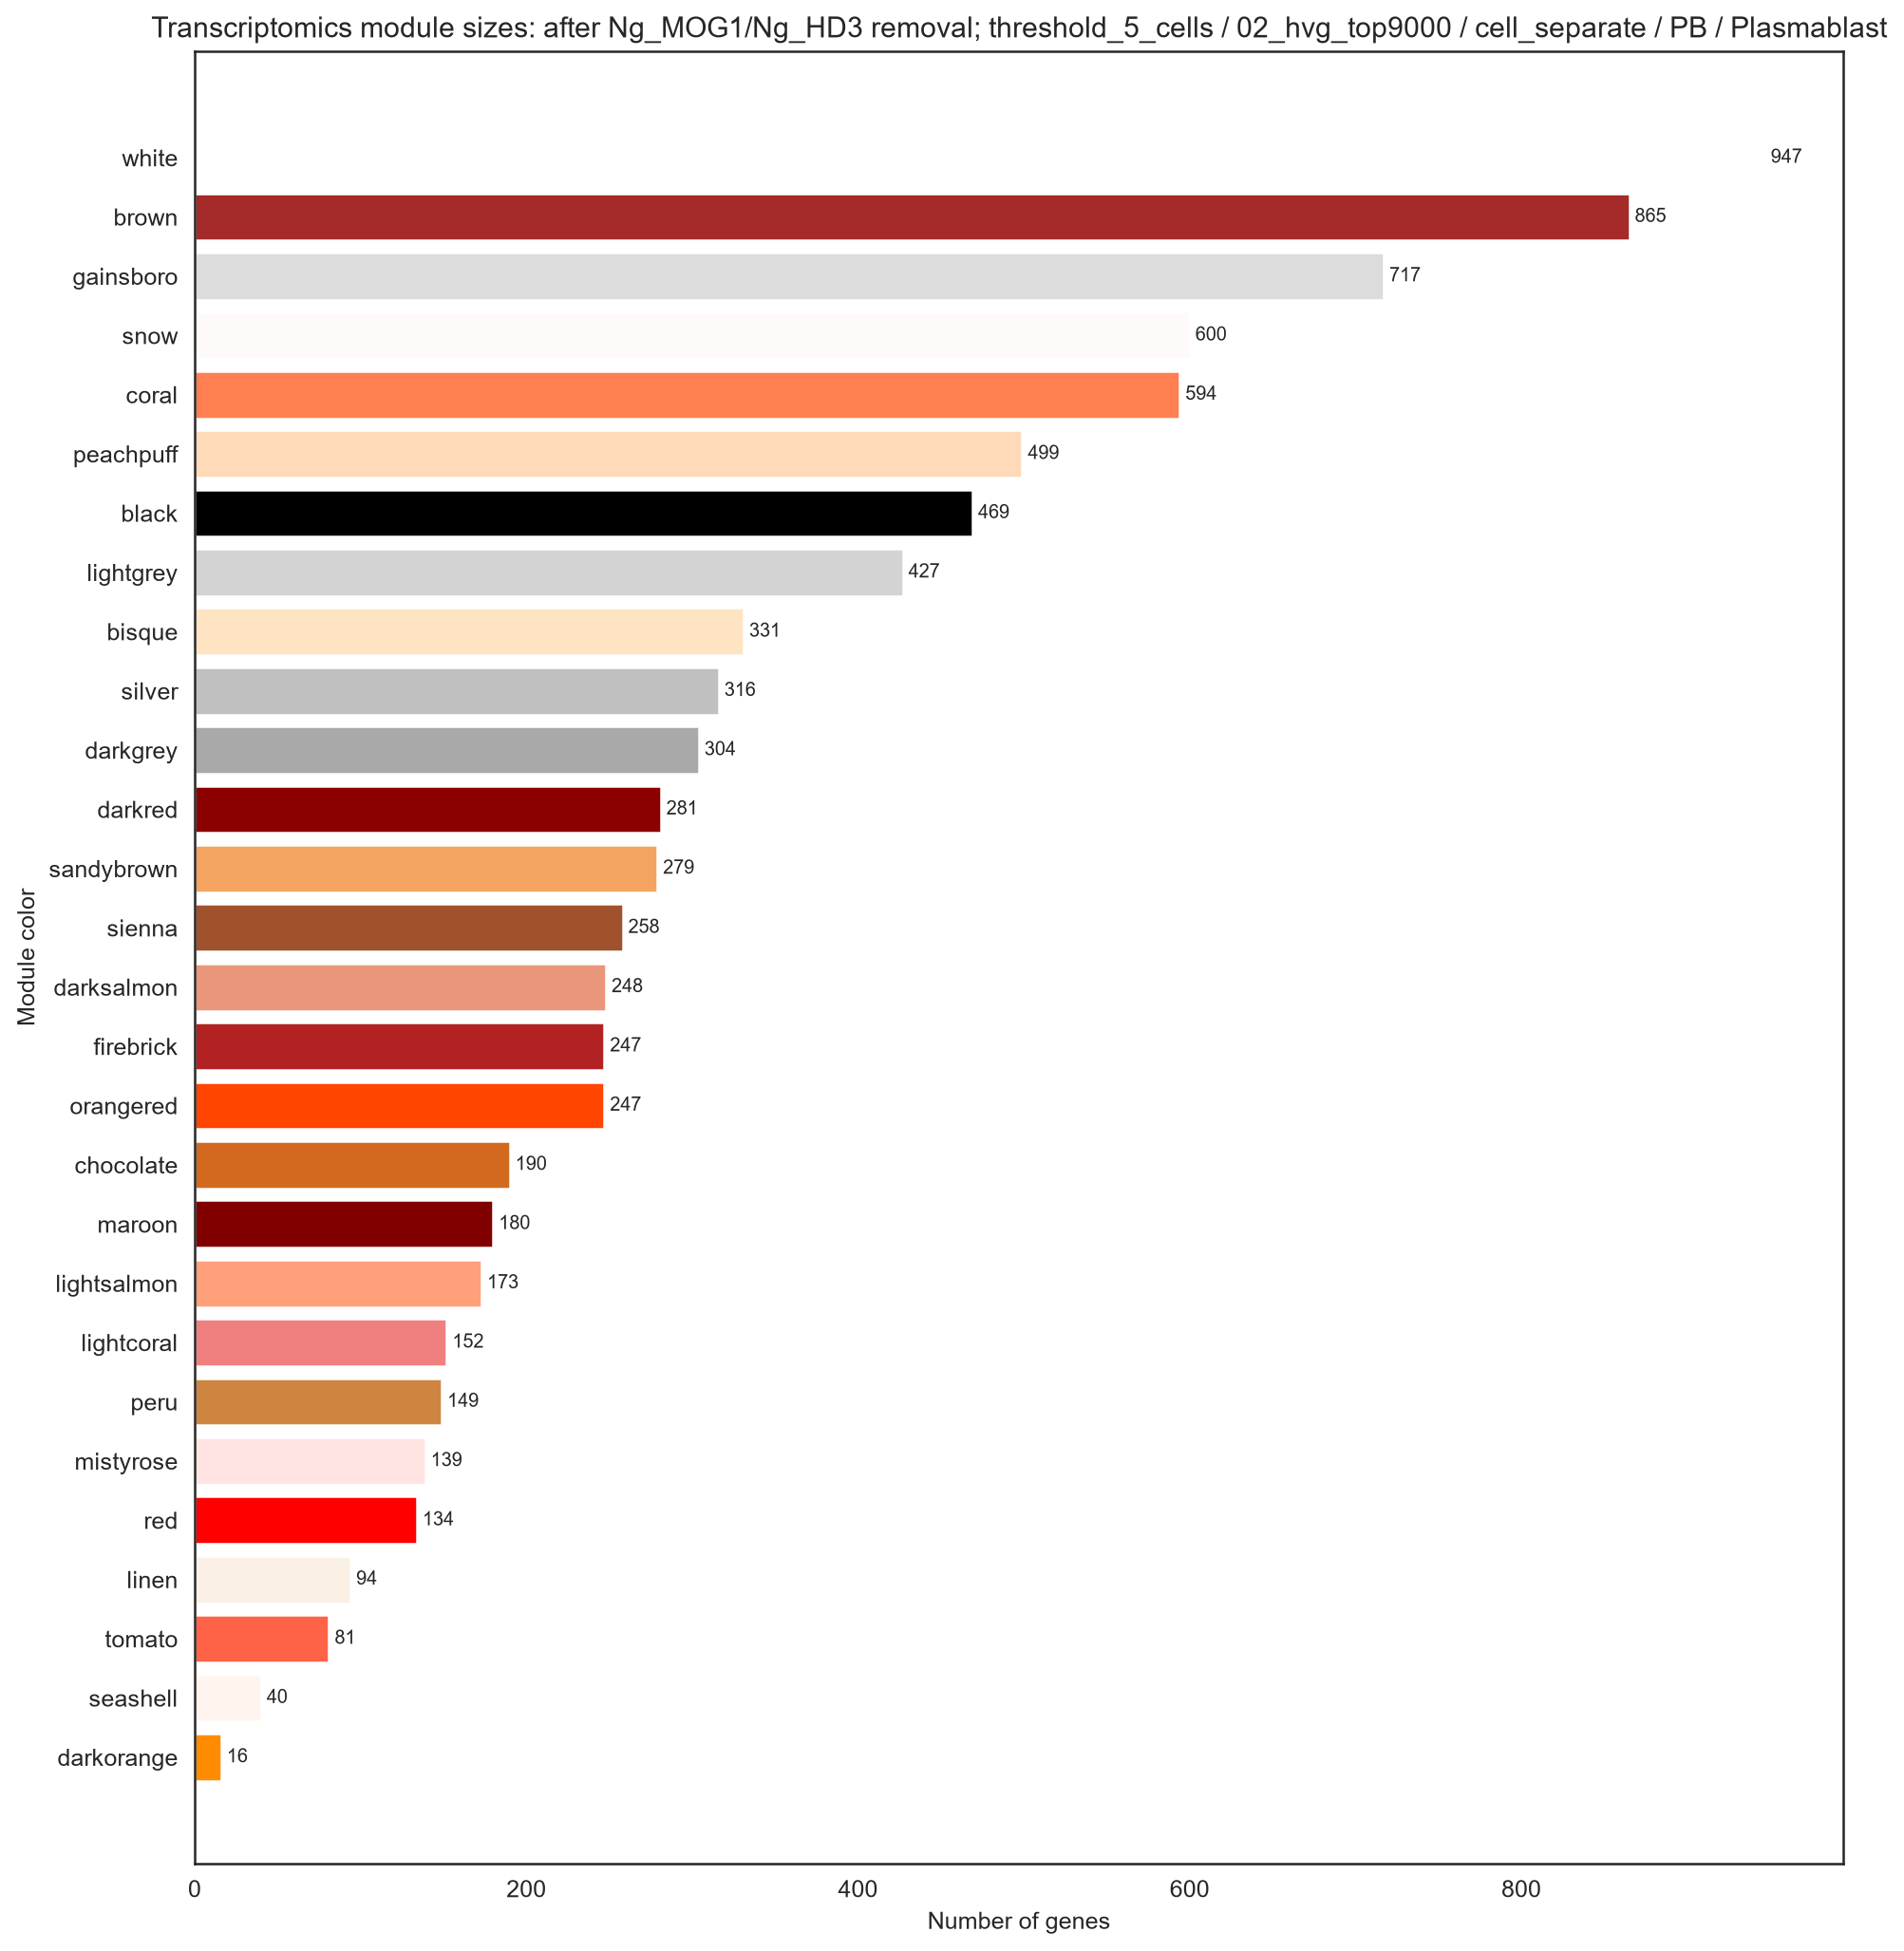 Transcriptomics module sizes: after Ng_MOG1/Ng_HD3 removal; threshold_5_cells / 02_hvg_top9000 / cell_separate / PB / Plasmablast
white 947
brown 865
gainsboro 717
snow 600
coral 594
peachpuff 499
black 469
lightgrey 427
bisque 331
silver 316
darkgrey 304
darkred 281
sandybrown 279
sienna 258
darksalmon 248
firebrick 247
orangered 247
chocolate 190
maroon 180
lightsalmon 173
lightcoral 152
peru 149
mistyrose 139
red 134
linen 94
tomato 81
seashell 40
darkorange 16
Module color
0 200 400 600 800
Number of genes